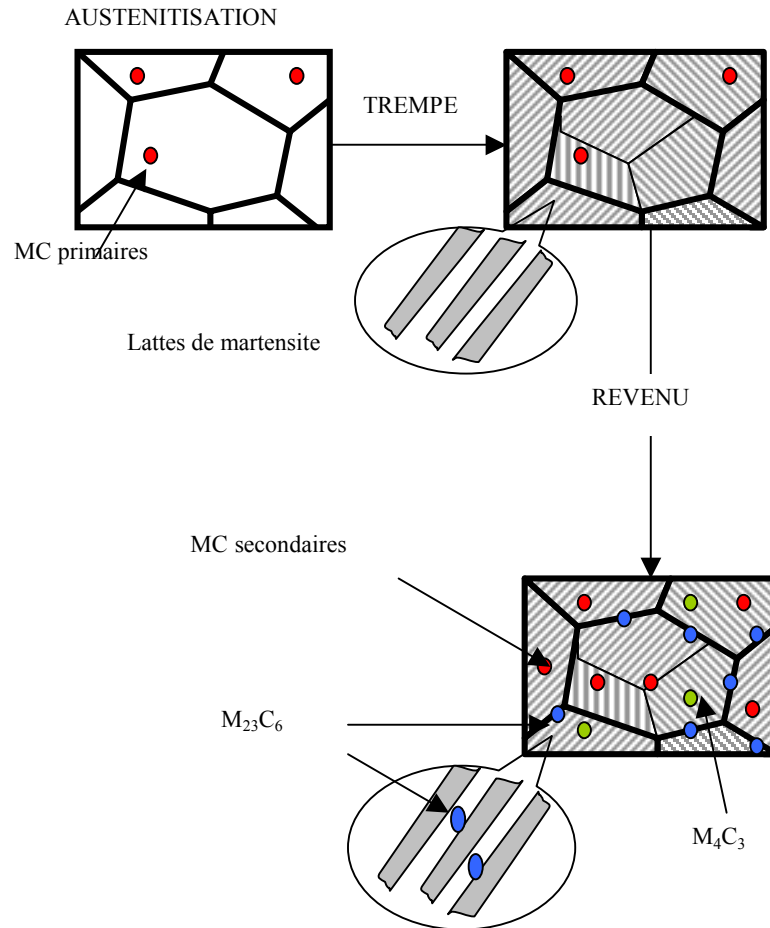 AUSTENITISATION
TREMPE
MC primaires
Lattes de martensite
REVENU
MC secondaires
M₂₃C₆
M₄C₃